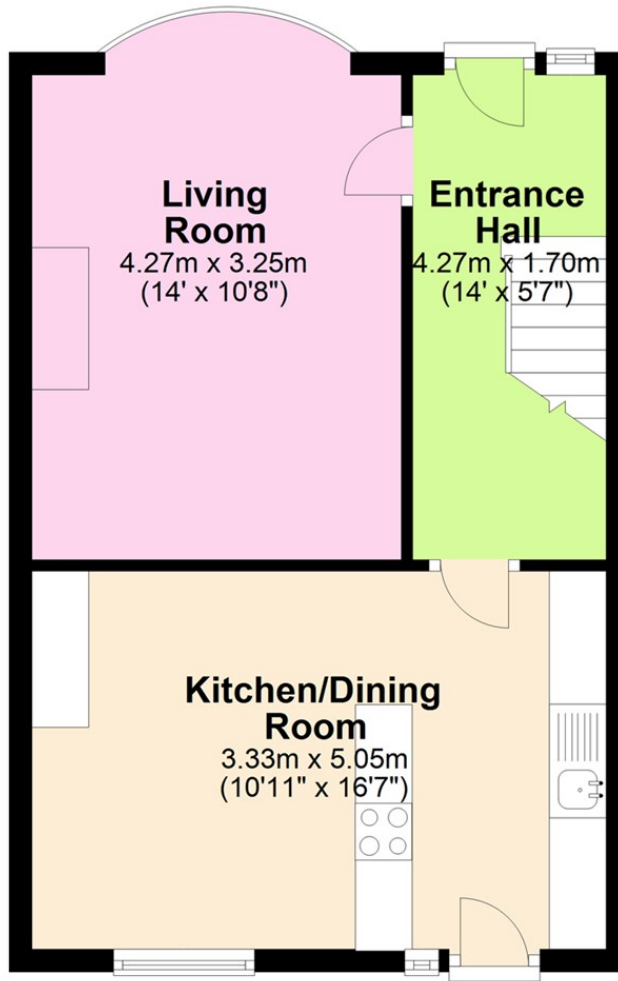 Living
Room
4.27m x 3.25m
(14' x 10'8")
Entrance
Hall
4.27m x 1.70m
(14' x 5'7")
Kitchen/Dining
Room
3.33m x 5.05m
(10'11" x 16'7")